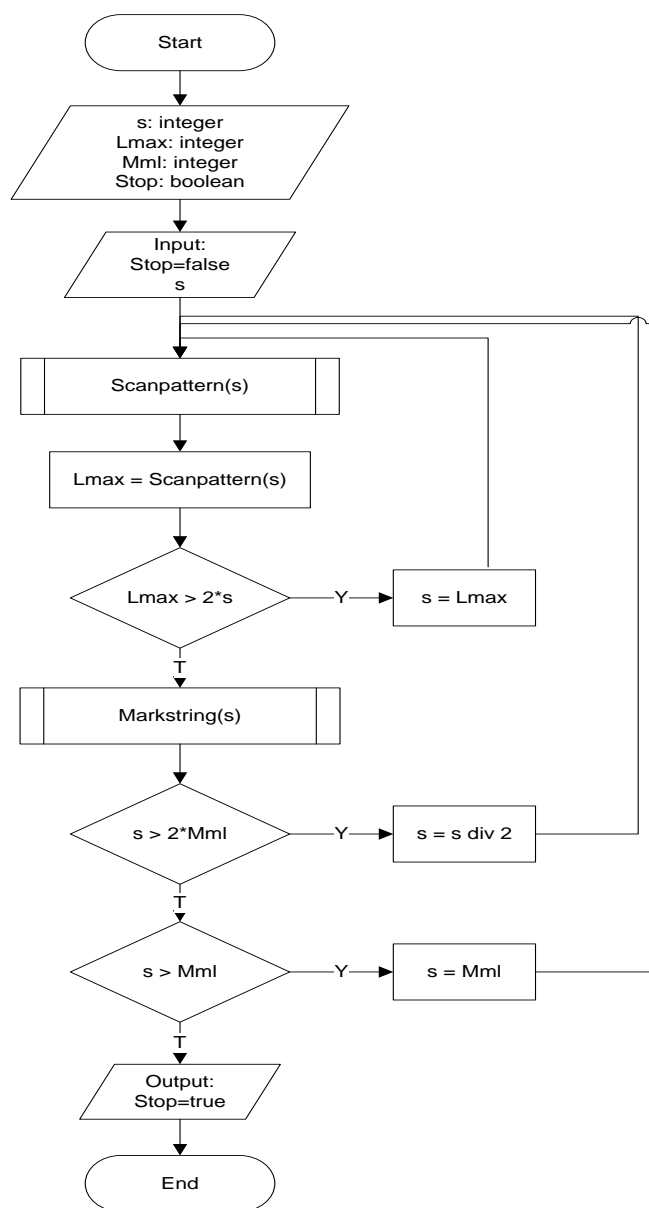 Start
s: integer
Lmax: integer
Mml: integer
Stop: boolean
Input:
Stop=false
s
Scanpattern(s)
Lmax = Scanpattern(s)
Lmax > 2*s
Y
s = Lmax
T
Markstring(s)
s > 2*Mml
Y
s = s div 2
T
s > Mml
Y
s = Mml
T
Output:
Stop=true
End